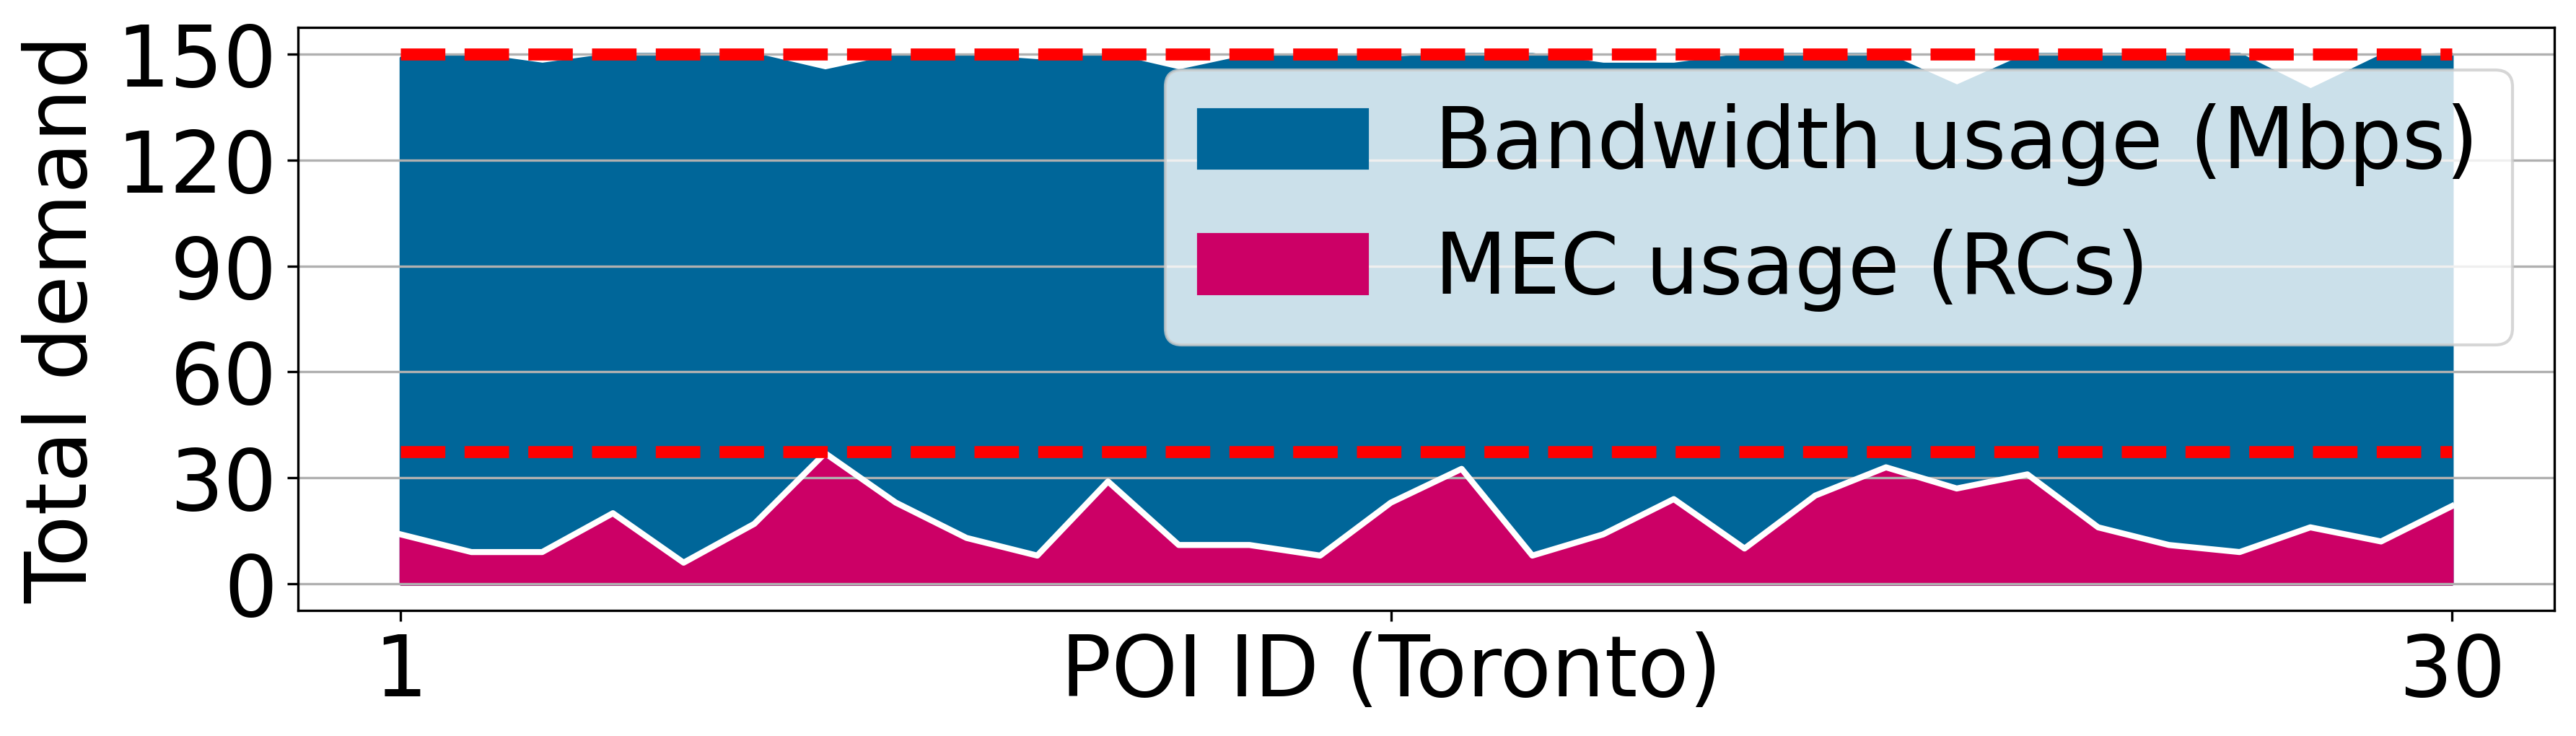 Total demand
150
120
90
60
30
0
Bandwidth usage (Mbps)
MEC usage (RCs)
1
POI ID (Toronto)
30